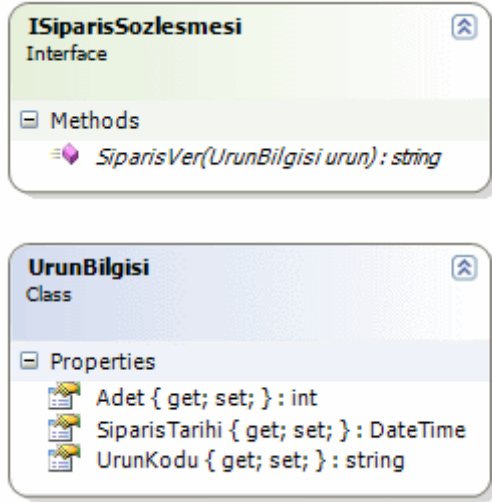 ISiparisSozlesmesi
Interface
Methods
SiparisVer(UrunBilgisi urun) : string
UrunBilgisi
Class
Properties
Adet { get; set; } : int
SiparisTarihi { get; set; } : DateTime
UrunKodu { get; set; } : string